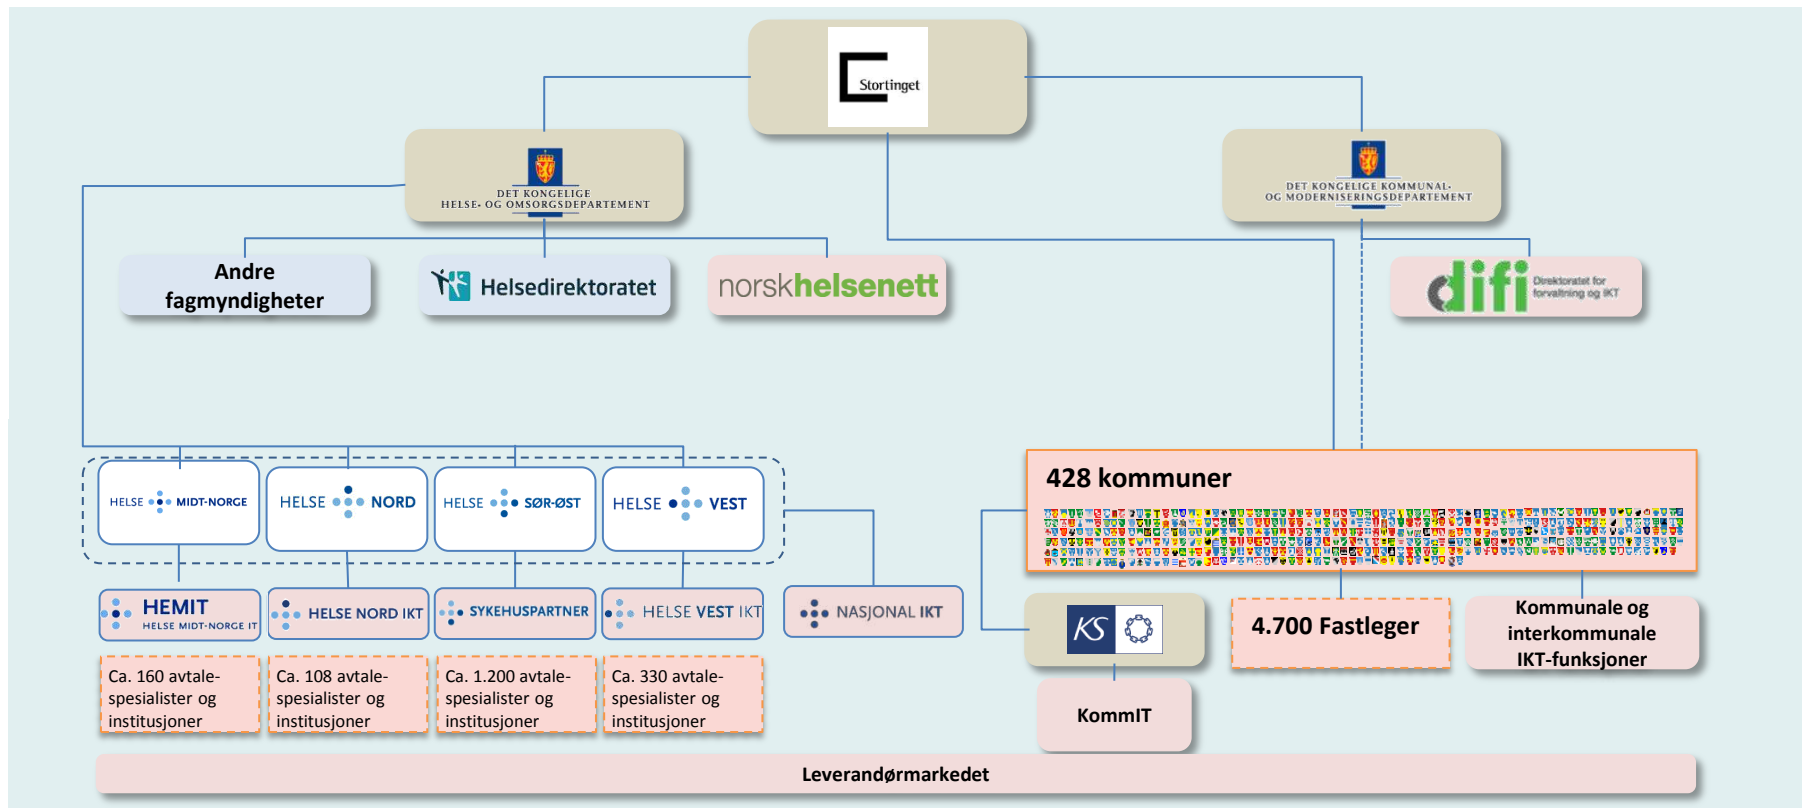 Stortinget
DET KONGELIGE
HELSE- OG OMSORGSDEPARTEMENT
DET KONGELIGE KOMMUNAL-
OG MODERNISERINGSDEPARTEMENT
Andre
fagmyndigheter
Helsedirektoratet
norskhelsenett
difi
Direktoratet for
forvaltning og IKT
HELSE MIDT-NORGE
HELSE NORD
HELSE SØR-ØST
HELSE VEST
428 kommuner
HEMIT
HELSE MIDT-NORGE IT
HELSE NORD IKT
SYKEHUSPARTNER
HELSE VEST IKT
NASJONAL IKT
KS
4.700 Fastleger
Kommunale og
interkommunale
IKT-funksjoner
Ca. 160 avtale-
spesialister og
institusjoner
Ca. 108 avtale-
spesialister og
institusjoner
Ca. 1.200 avtale-
spesialister og
institusjoner
Ca. 330 avtale-
spesialister og
institusjoner
KommIT
Leverandørmarkedet